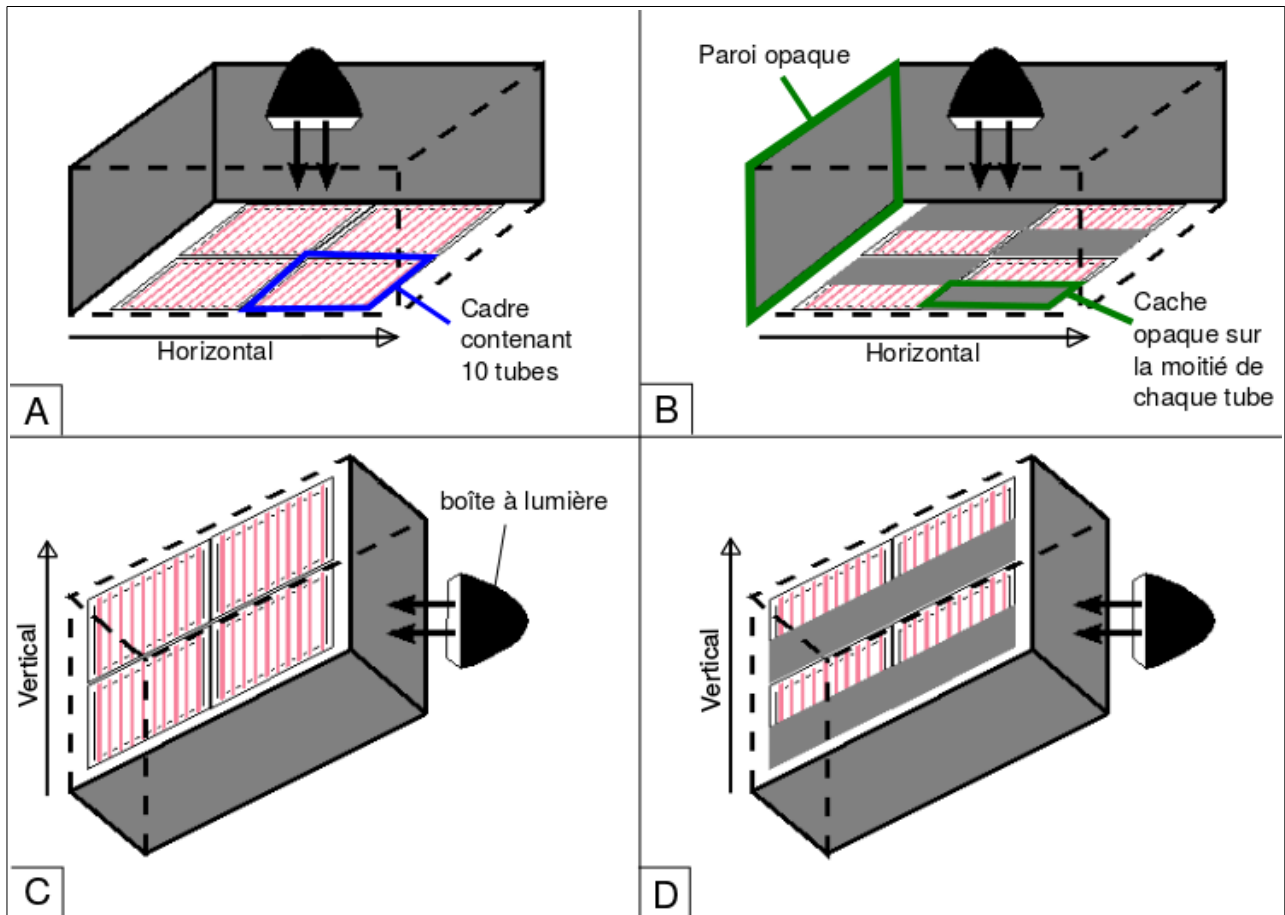 Horizontal
Cadre
contenant
10 tubes
A
Paroi opaque
Horizontal
Cache
opaque sur
la moitié de
chaque tube
B
boîte à lumière
Vertical
C
Vertical
D